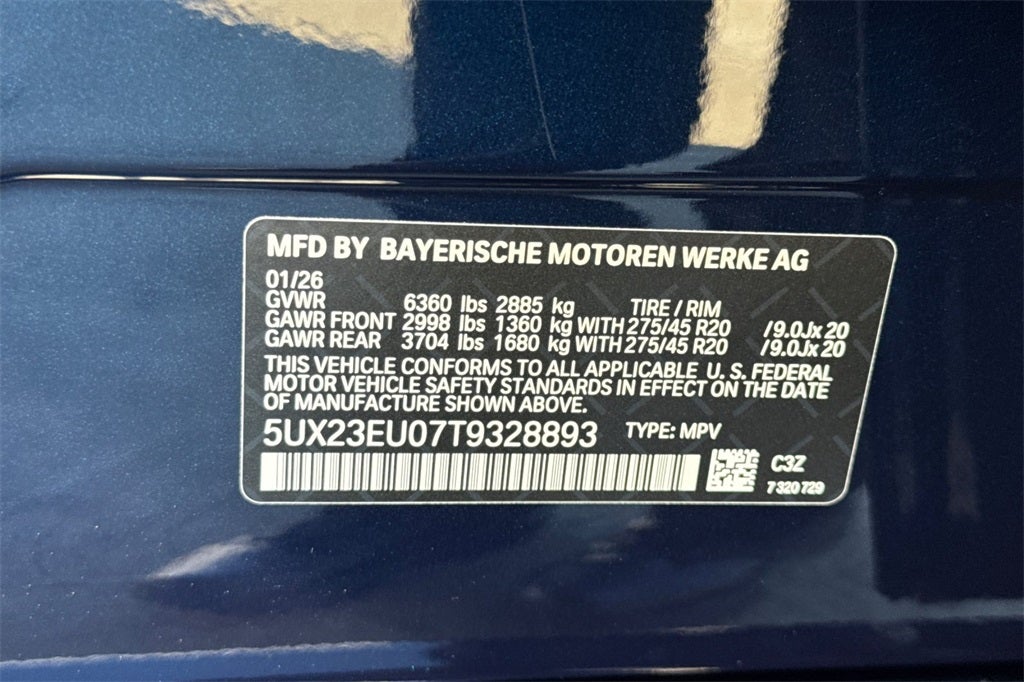 MFD BY BAYERISCHE MOTOREN WERKE AG
01/26
GVWR 6360 lbs 2885 kg TIRE / RIM
GAWR FRONT 2998 lbs 1360 kg WITH 275/45 R20 /9.0Jx20
GAWR REAR 3704 lbs 1680 kg WITH 275/45 R20 /9.0Jx20
THIS VEHICLE CONFORMS TO ALL APPLICABLE U. S. FEDERAL
MOTOR VEHICLE SAFETY STANDARDS IN EFFECT ON THE DATE
OF MANUFACTURE SHOWN ABOVE.
5UX23EU07T9328893 TYPE: MPV
C3Z
7 320 729